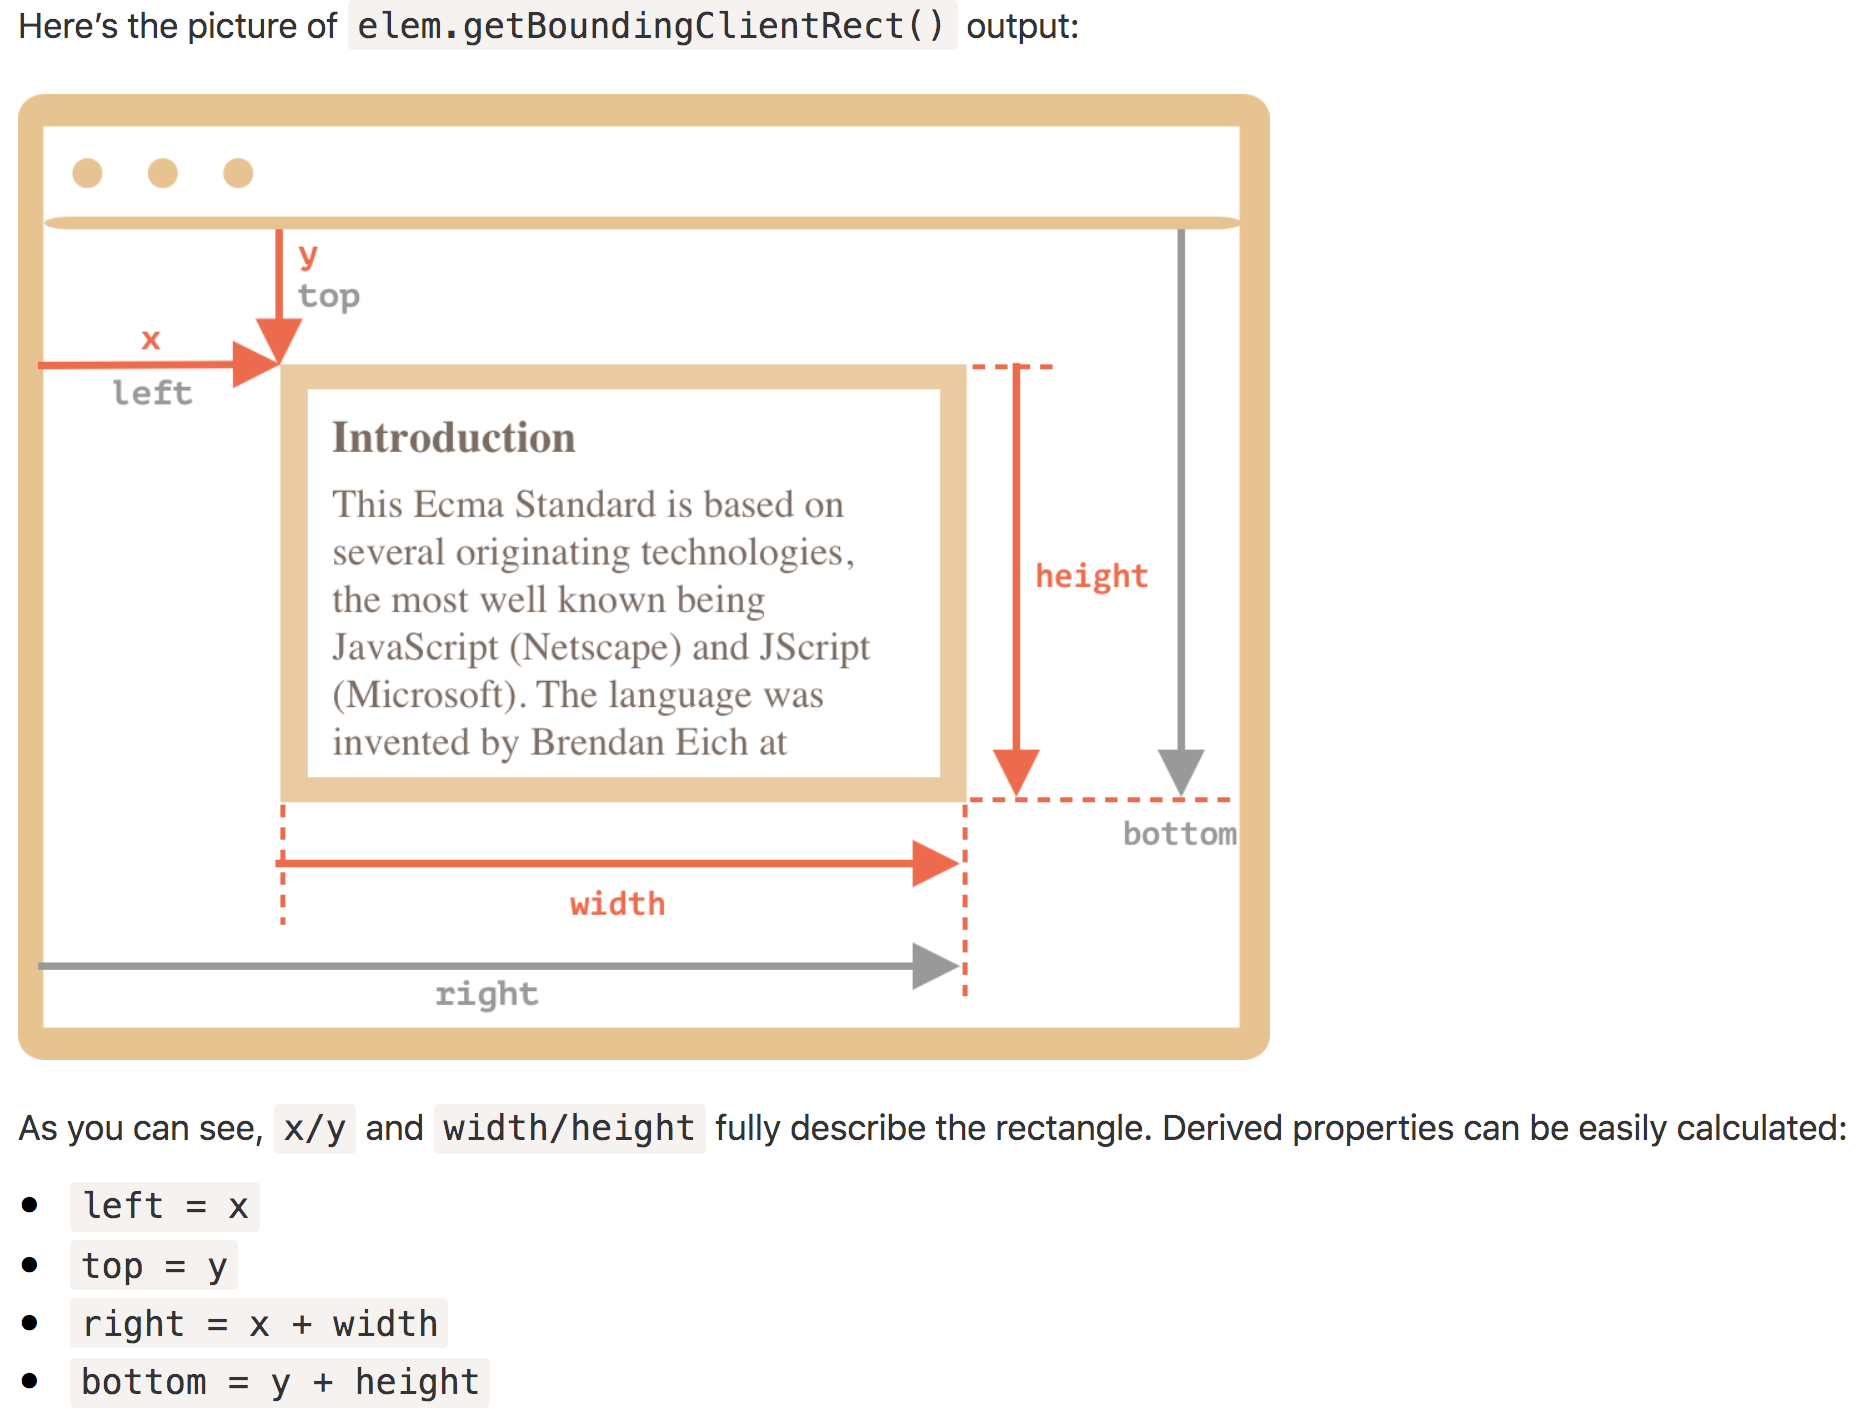 Here’s the picture of elem.getBoundingClientRect() output:
y
top
x
left
Introduction
This Ecma Standard is based on
several originating technologies,
the most well known being
JavaScript (Netscape) and JScript
(Microsoft). The language was
invented by Brendan Eich at
height
bottom
width
right
As you can see, x/y and width/height fully describe the rectangle. Derived properties can be easily calculated:
● left = x
● top = y
● right = x + width
● bottom = y + height